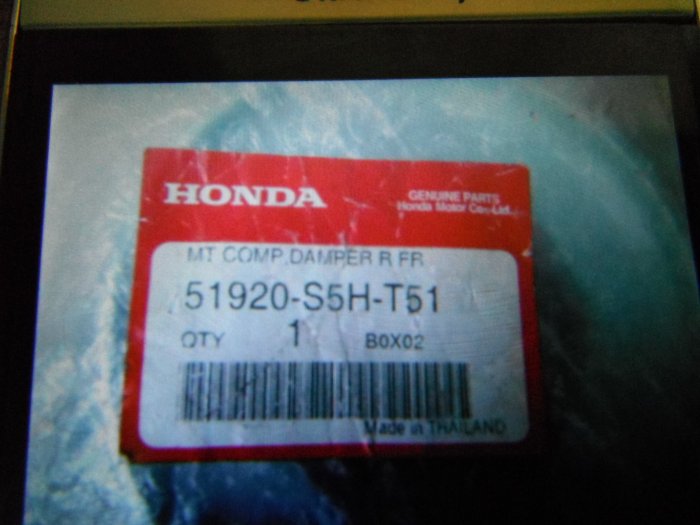 HONDA
GENUINE PARTS
Honda Motor Co., Ltd.
MT COMP,DAMPER R FR
51920-S5H-T51
QTY 1 B0X02
Made in THAILAND